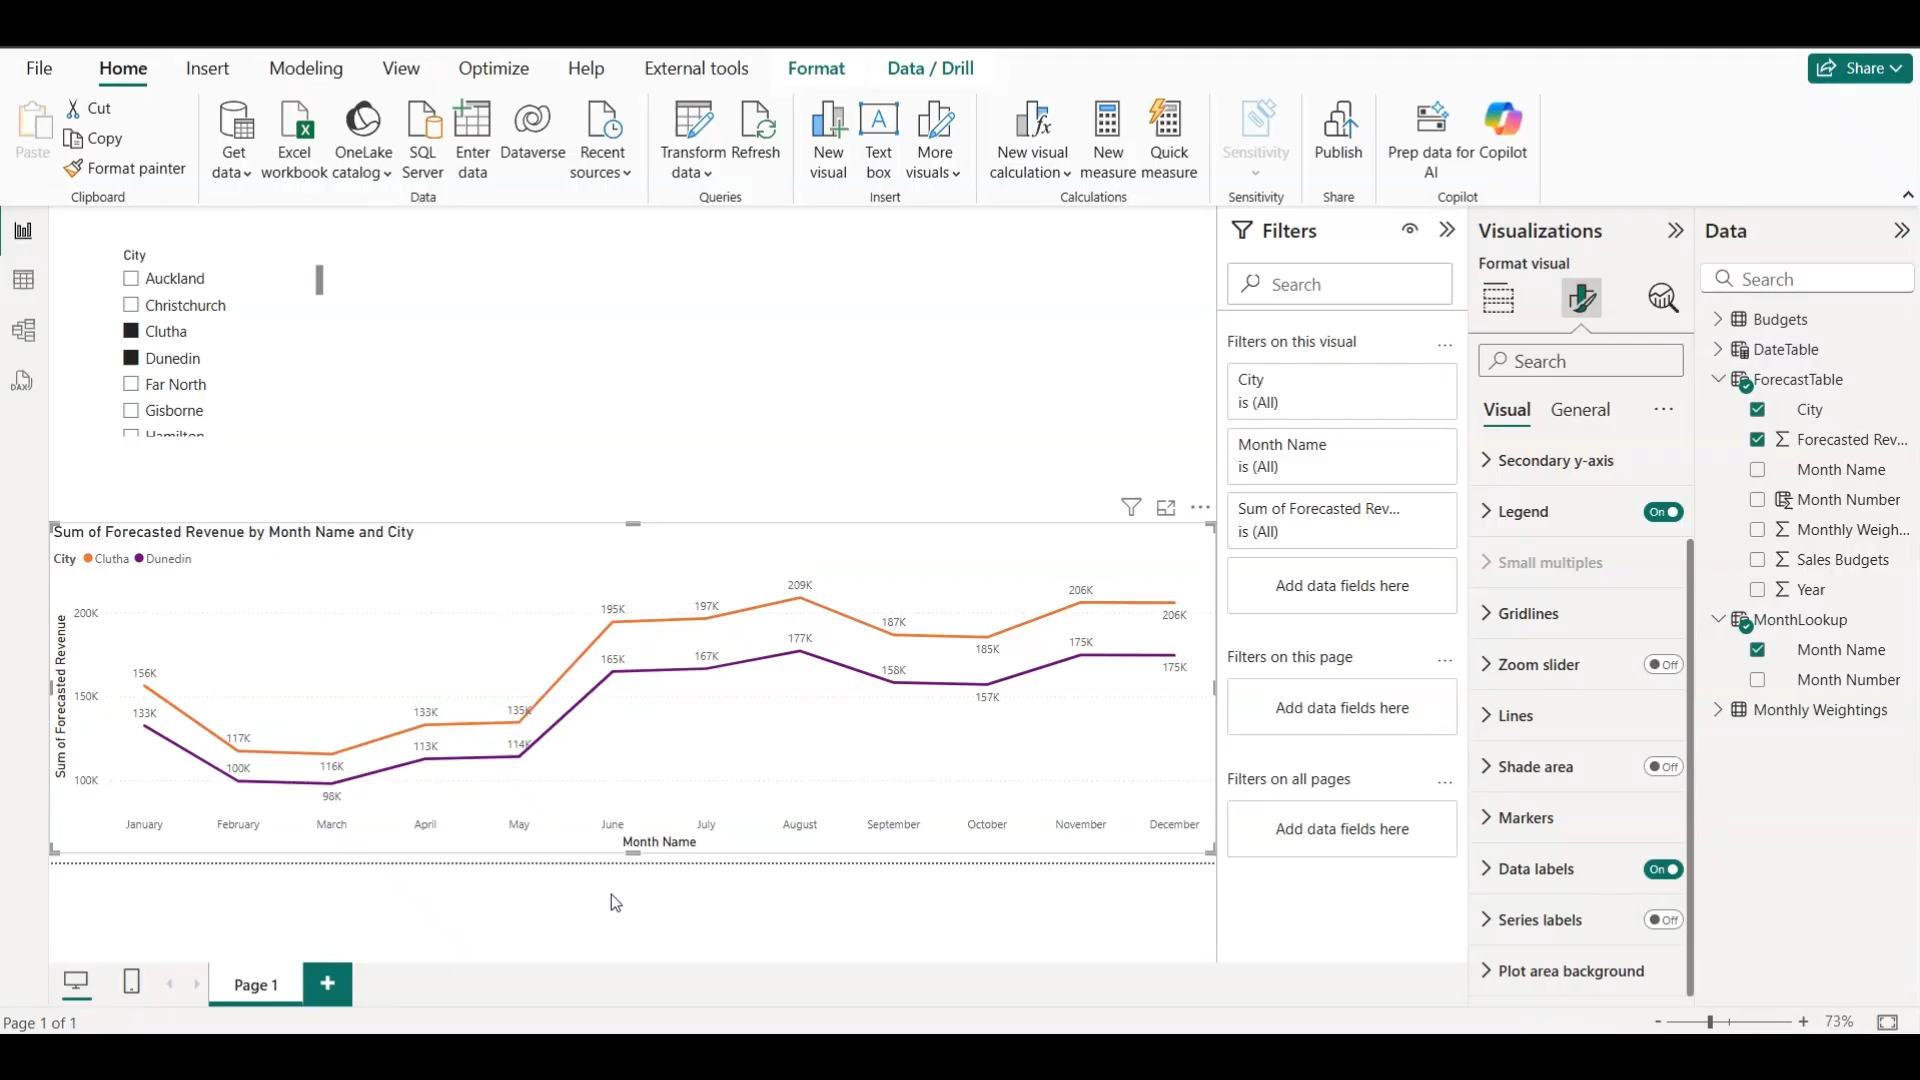 File Home Insert Modeling View Optimize Help External tools Format Data / Drill Share
Paste
Cut
Copy
Format painter
Clipboard
Get data
Excel workbook
OneLake catalog
SQL Server
Enter data
Dataverse
Recent sources
Data
Transform data
Refresh
Queries
New visual
A
Text box
More visuals
Insert
New visual calculation
New measure
Quick measure
Calculations
Sensitivity
Sensitivity
Publish
Share
Prep data for AI
Copilot
Copilot
DAX
City
Auckland
Christchurch
Clutha
Dunedin
Far North
Gisborne
Hamilton
Sum of Forecasted Revenue by Month Name and City
City Clutha Dunedin
Sum of Forecasted Revenue
200K
150K
100K
156K 117K 116K 133K 135K 195K 197K 209K 187K 185K 206K 206K
133K 100K 98K 113K 114K 165K 167K 177K 158K 157K 175K 175K
January February March April May June July August September October November December
Month Name
Page 1
Page 1 of 1
Filters
Search
Filters on this visual ...
City
is (All)
Month Name
is (All)
Sum of Forecasted Rev...
is (All)
Add data fields here
Filters on this page ...
Add data fields here
Filters on all pages ...
Add data fields here
Visualizations
Format visual
Search
Visual General ...
Secondary y-axis
Legend On
Small multiples
Gridlines
Zoom slider Off
Lines
Shade area Off
Markers
Data labels On
Series labels Off
Plot area background
Data
Search
Budgets
DateTable
ForecastTable
City
Forecasted Rev...
Month Name
Month Number
Monthly Weigh...
Sales Budgets
Year
MonthLookup
Month Name
Month Number
Monthly Weightings
- + 73%